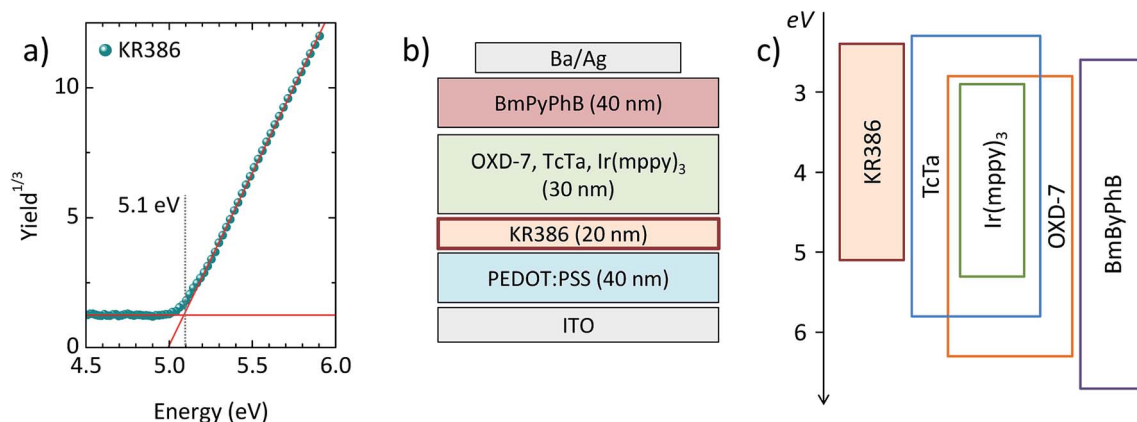 a)
KR386
10
5
0
5.1 eV
Yield^1/3
4.5 5.0 5.5 6.0
Energy (eV)
b)
Ba/Ag
BmPyPhB (40 nm)
OXD-7, TcTa, Ir(mppy)₃
(30 nm)
KR386 (20 nm)
PEDOT:PSS (40 nm)
ITO
c)
eV
3
4
5
6
KR386
TcTa
Ir(mppy)₃
OXD-7
BmByPhB